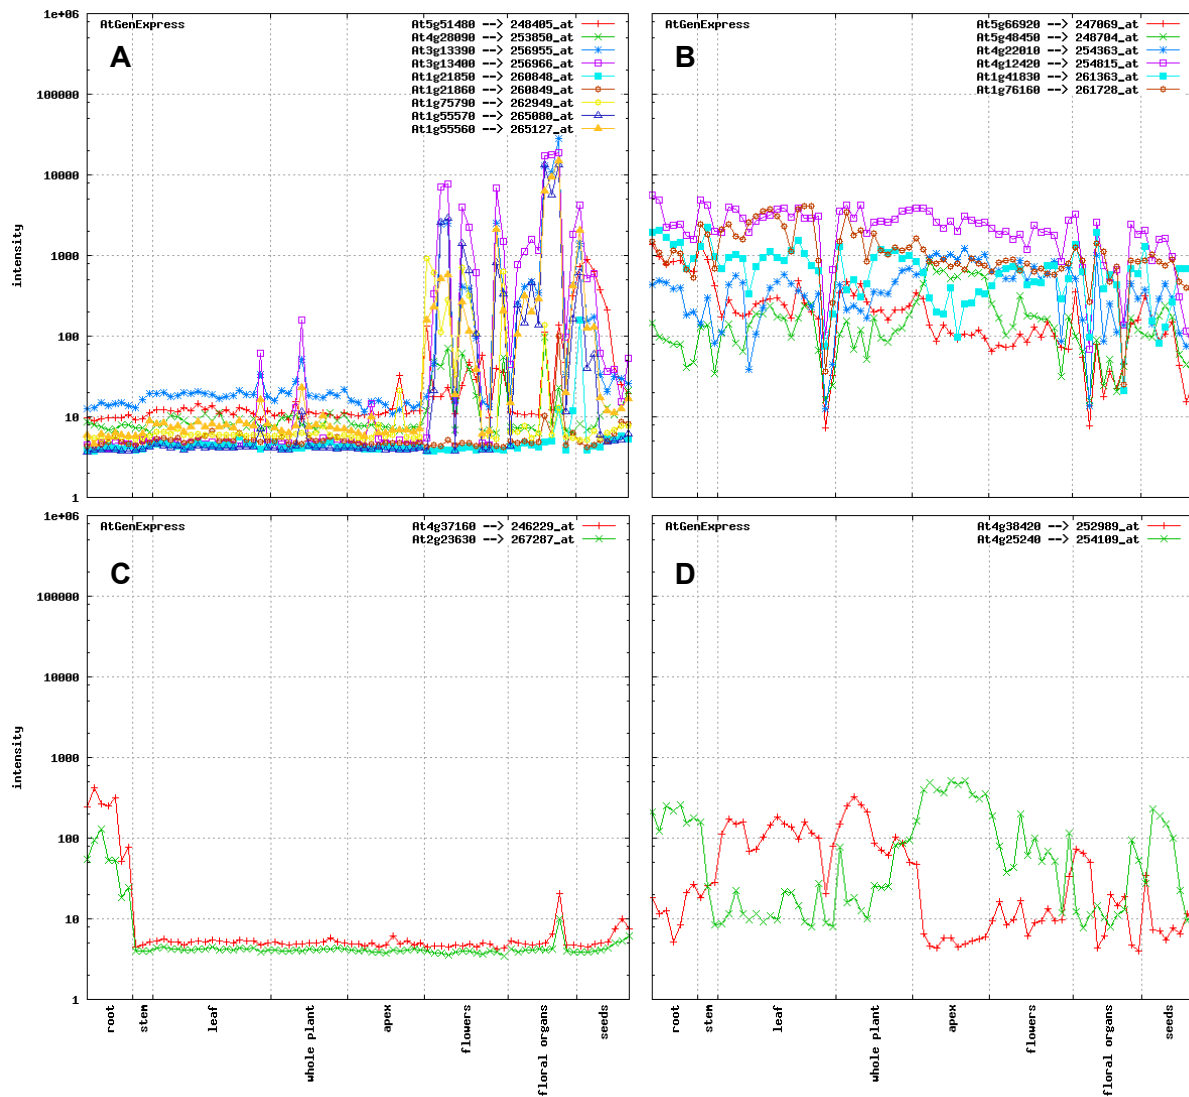 AtGenExpress
A
At5g51480 --> 248405_at
At4g28090 --> 253850_at
At3g13390 --> 256955_at
At3g13400 --> 256966_at
At1g21850 --> 260848_at
At1g21860 --> 260849_at
At1g75790 --> 262949_at
At1g55570 --> 265080_at
At1g55560 --> 265127_at
1e+06
100000
10000
1000
100
10
1
intensity
AtGenExpress
B
At5g66920 --> 247069_at
At5g48450 --> 248704_at
At4g22010 --> 254363_at
At4g12420 --> 254815_at
At1g41830 --> 261363_at
At1g76160 --> 261728_at
AtGenExpress
C
At4g37160 --> 246229_at
At2g23630 --> 267287_at
1e+06
100000
10000
1000
100
10
1
intensity
root
stem
leaf
whole plant
apex
flowers
floral organs
seeds
AtGenExpress
D
At4g38420 --> 252989_at
At4g25240 --> 254109_at
root
stem
leaf
whole plant
apex
flowers
floral organs
seeds